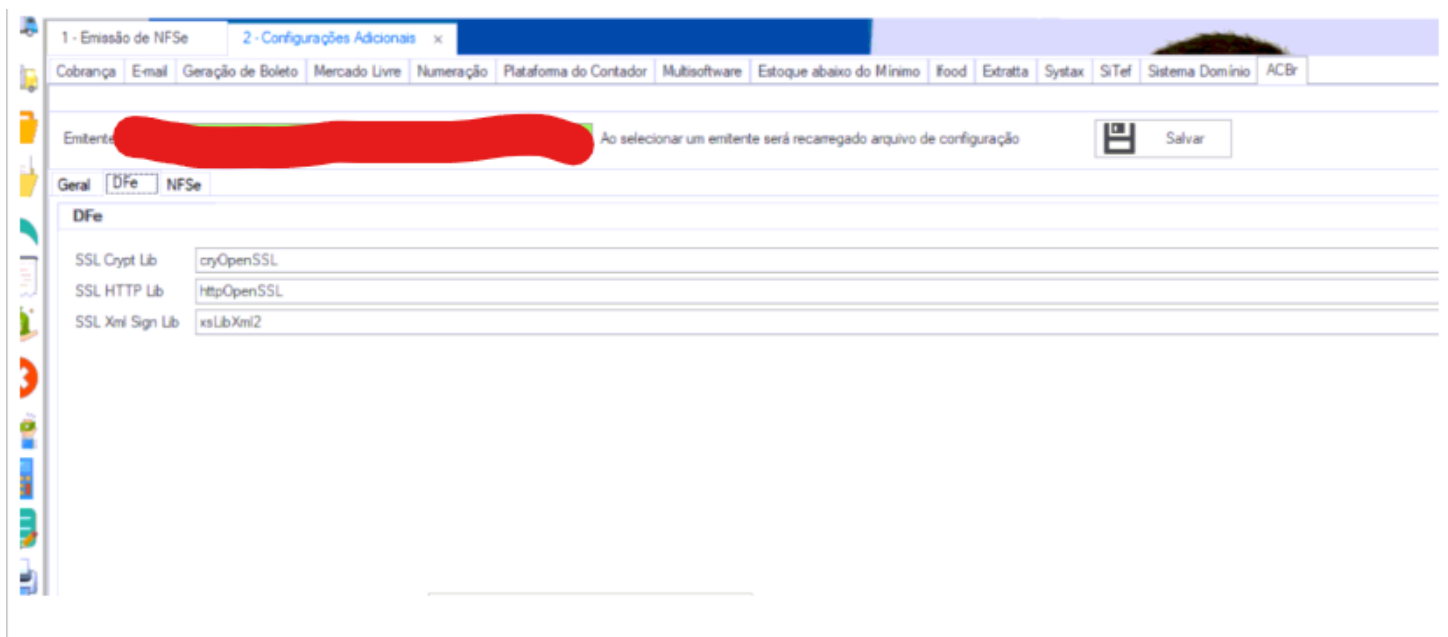 1 - Emissão de NFSe 2 - Configurações Adicionais ×
Cobrança E-mail Geração de Boleto Mercado Livre Numeração Plataforma do Contador Multisoftware Estoque abaixo do Mínimo Ifood Extratta Systax SiTef Sistema Domínio ACBr
Emitente Ao selecionar um emitente será recarregado arquivo de configuração Salvar
Geral DFe NFSe
DFe
SSL Crypt Lib cryOpenSSL
SSL HTTP Lib httpOpenSSL
SSL Xml Sign Lib xsLibXml2